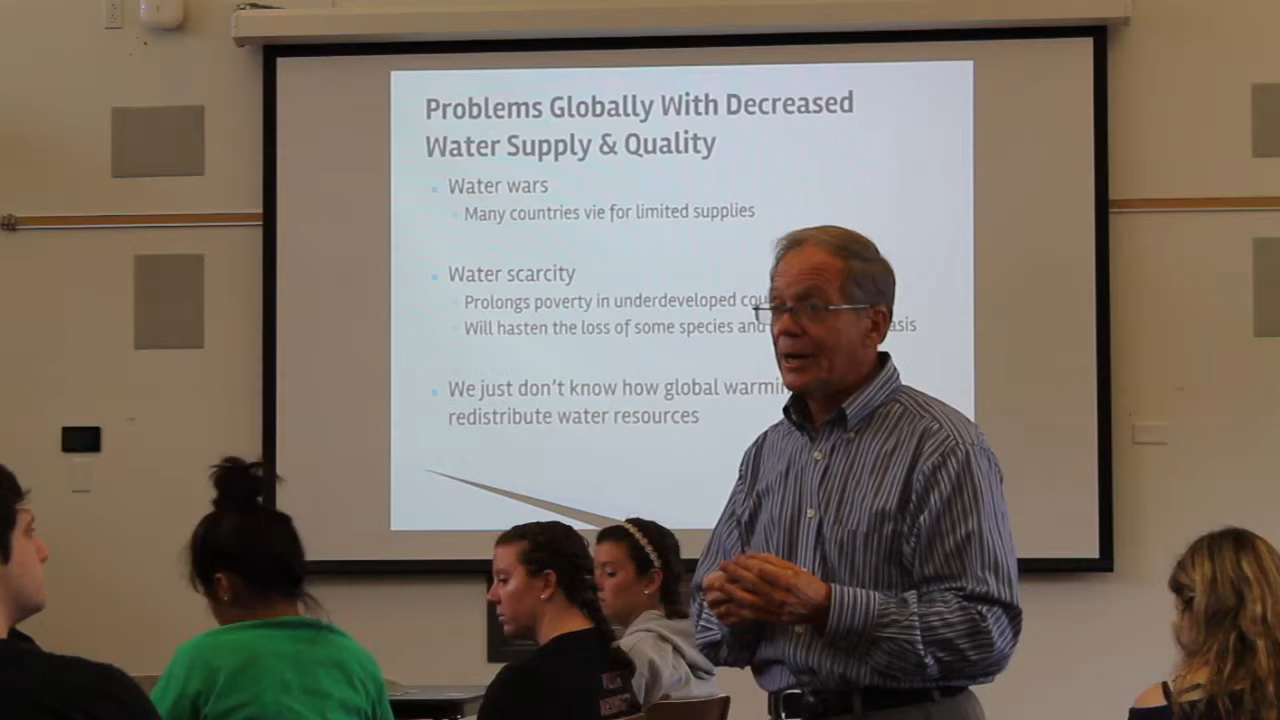 Problems Globally With Decreased
Water Supply & Quality
Water wars
Many countries vie for limited supplies
Water scarcity
Prolongs poverty in underdeveloped
Will hasten the loss of some species and
We just don't know how global
redistribute water resources